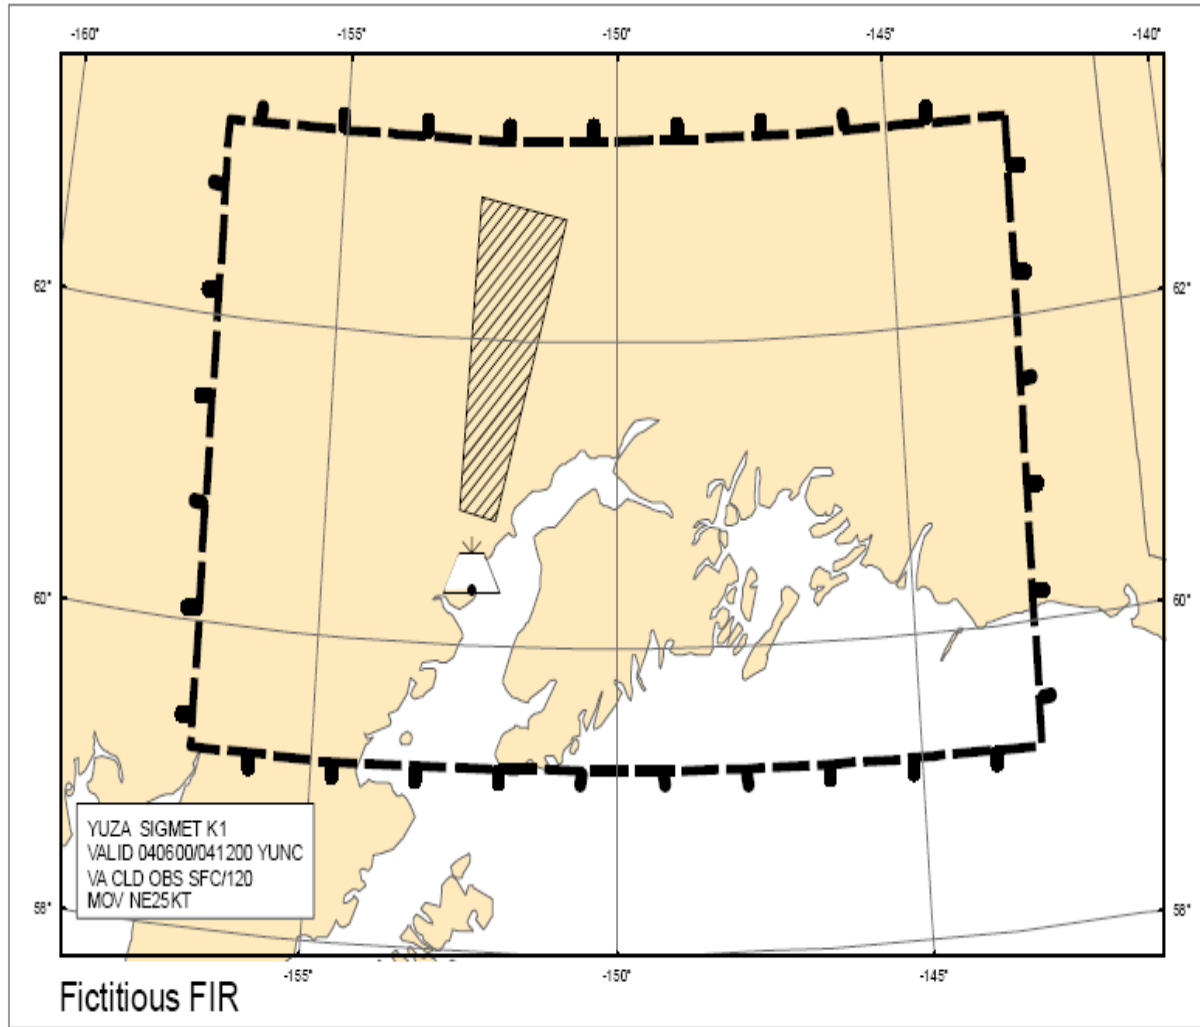 -160° -155° -150° -145° -140°
62° 62°
60° 60°
YUZA SIGMET K1
VALID 040600/041200 YUNC
VA CLD OBS SFC/120
MOV NE25KT
58° 58°
-155° -150° -145°
Fictitious FIR